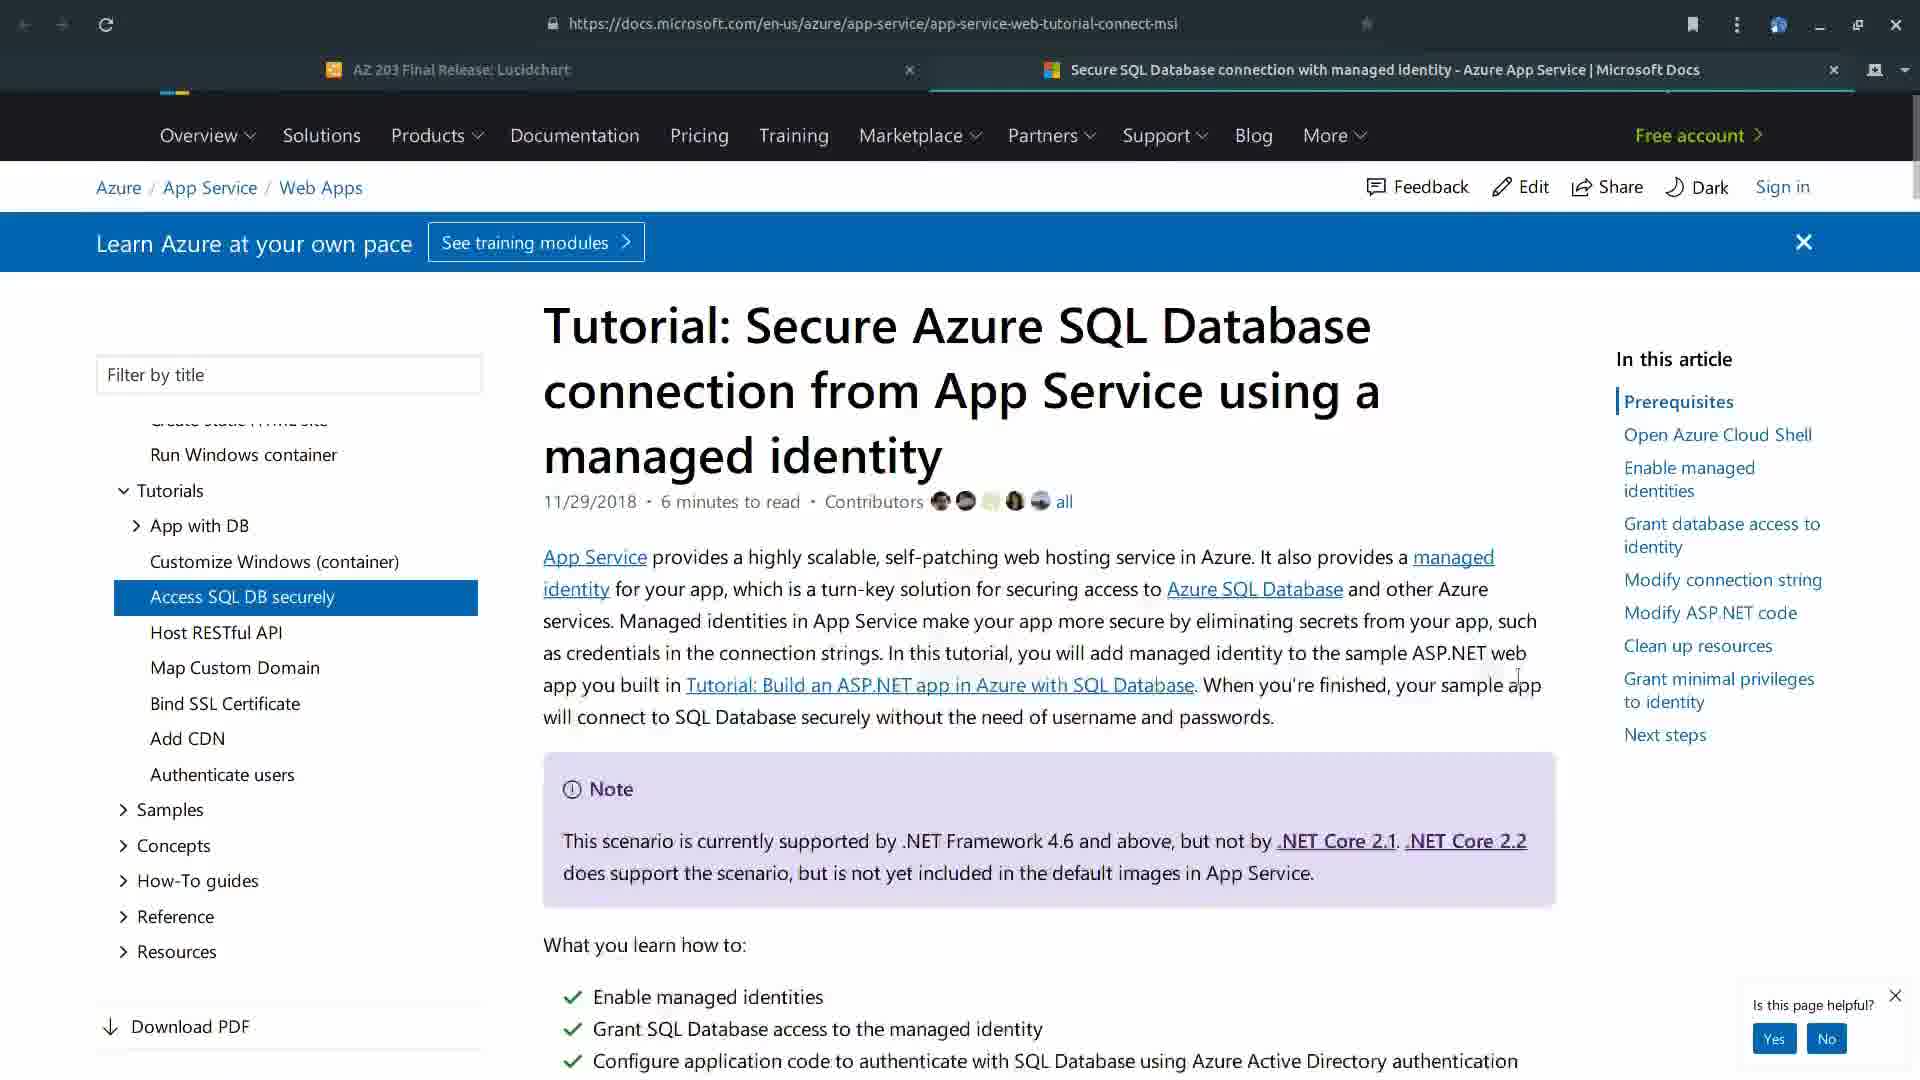 https://docs.microsoft.com/en-us/azure/app-service/app-service-web-tutorial-connect-msi
AZ 203 Final Release: Lucidchart
Secure SQL Database connection with managed identity - Azure App Service | Microsoft Docs
Overview
Solutions
Products
Documentation
Pricing
Training
Marketplace
Partners
Support
Blog
More
Free account
Azure / App Service / Web Apps
Feedback
Edit
Share
Dark
Sign in
Learn Azure at your own pace
See training modules
Filter by title
Run Windows container
Tutorials
App with DB
Customize Windows (container)
Access SQL DB securely
Host RESTful API
Map Custom Domain
Bind SSL Certificate
Add CDN
Authenticate users
Samples
Concepts
How-To guides
Reference
Resources
Download PDF
Tutorial: Secure Azure SQL Database
connection from App Service using a
managed identity
11/29/2018 • 6 minutes to read • Contributors all
App Service provides a highly scalable, self-patching web hosting service in Azure. It also provides a managed
identity for your app, which is a turn-key solution for securing access to Azure SQL Database and other Azure
services. Managed identities in App Service make your app more secure by eliminating secrets from your app, such
as credentials in the connection strings. In this tutorial, you will add managed identity to the sample ASP.NET web
app you built in Tutorial: Build an ASP.NET app in Azure with SQL Database. When you're finished, your sample app
will connect to SQL Database securely without the need of username and passwords.
Note
This scenario is currently supported by .NET Framework 4.6 and above, but not by .NET Core 2.1. .NET Core 2.2
does support the scenario, but is not yet included in the default images in App Service.
What you learn how to:
Enable managed identities
Grant SQL Database access to the managed identity
Configure application code to authenticate with SQL Database using Azure Active Directory authentication
In this article
Prerequisites
Open Azure Cloud Shell
Enable managed
identities
Grant database access to
identity
Modify connection string
Modify ASP.NET code
Clean up resources
Grant minimal privileges
to identity
Next steps
Is this page helpful?
Yes
No